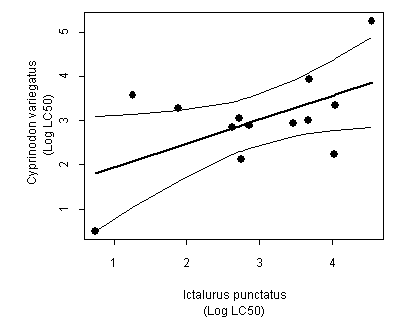 Cyprinodon variegatus
(Log LC50)
5
4
3
2
1
1 2 3 4
Ictalurus punctatus
(Log LC50)